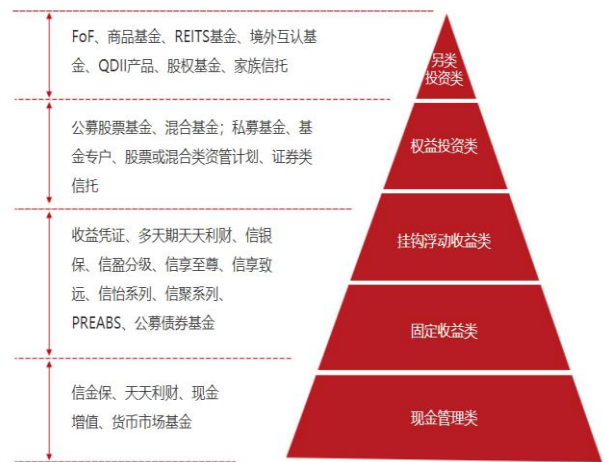 FoF、商品基金、REITS基金、境外互认基
金、QDII产品、股权基金、家族信托
另类
投资类
公募股票基金、混合基金；私募基金、基
金专户、股票或混合类资管计划、证券类
信托
权益投资类
收益凭证、多天期天天利财、信银
保、信盈分级、信享至尊、信享致
远、信怡系列、信聚系列、
PREABS、公募债券基金
挂钩浮动收益类
固定收益类
信金保、天天利财、现金
增值、货币市场基金
现金管理类